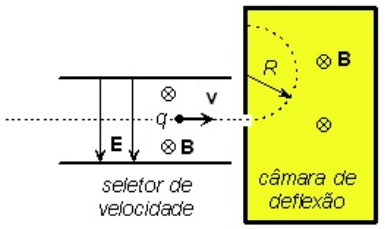 B
R
v
q
E
B
seletor de
velocidade
câmara de
deflexão